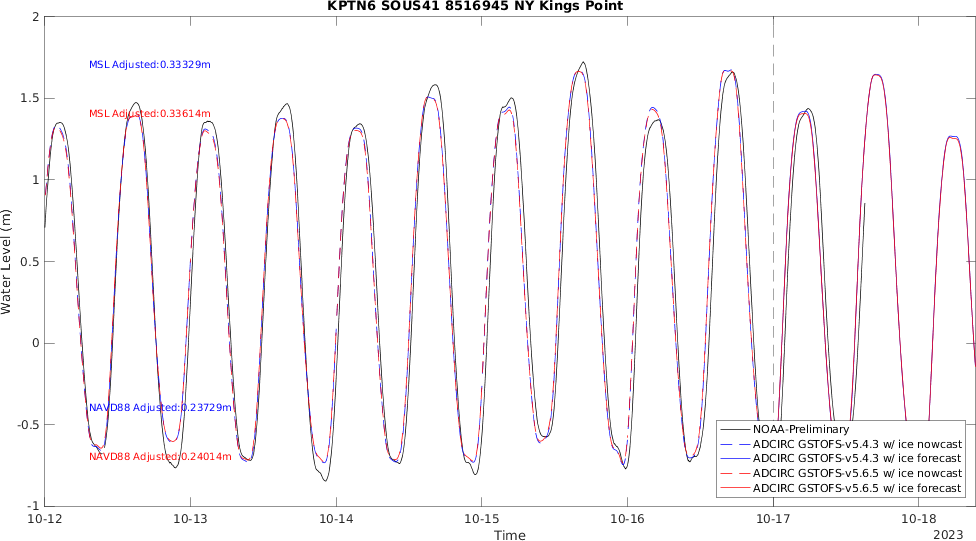 KPTN6 SOUS41 8516945 NY Kings Point
2
1.5
1
0.5
0
-0.5
-1
Water Level (m)
MSL Adjusted:0.33329m
MSL Adjusted:0.33614m
NAVD88 Adjusted:0.23729m
NAVD88 Adjusted:0.24014m
NOAA-Preliminary
ADCIRC GSTOFS-v5.4.3 w/ ice nowcast
ADCIRC GSTOFS-v5.4.3 w/ ice forecast
ADCIRC GSTOFS-v5.6.5 w/ ice nowcast
ADCIRC GSTOFS-v5.6.5 w/ ice forecast
10-12 10-13 10-14 10-15 10-16 10-17 10-18
Time
2023